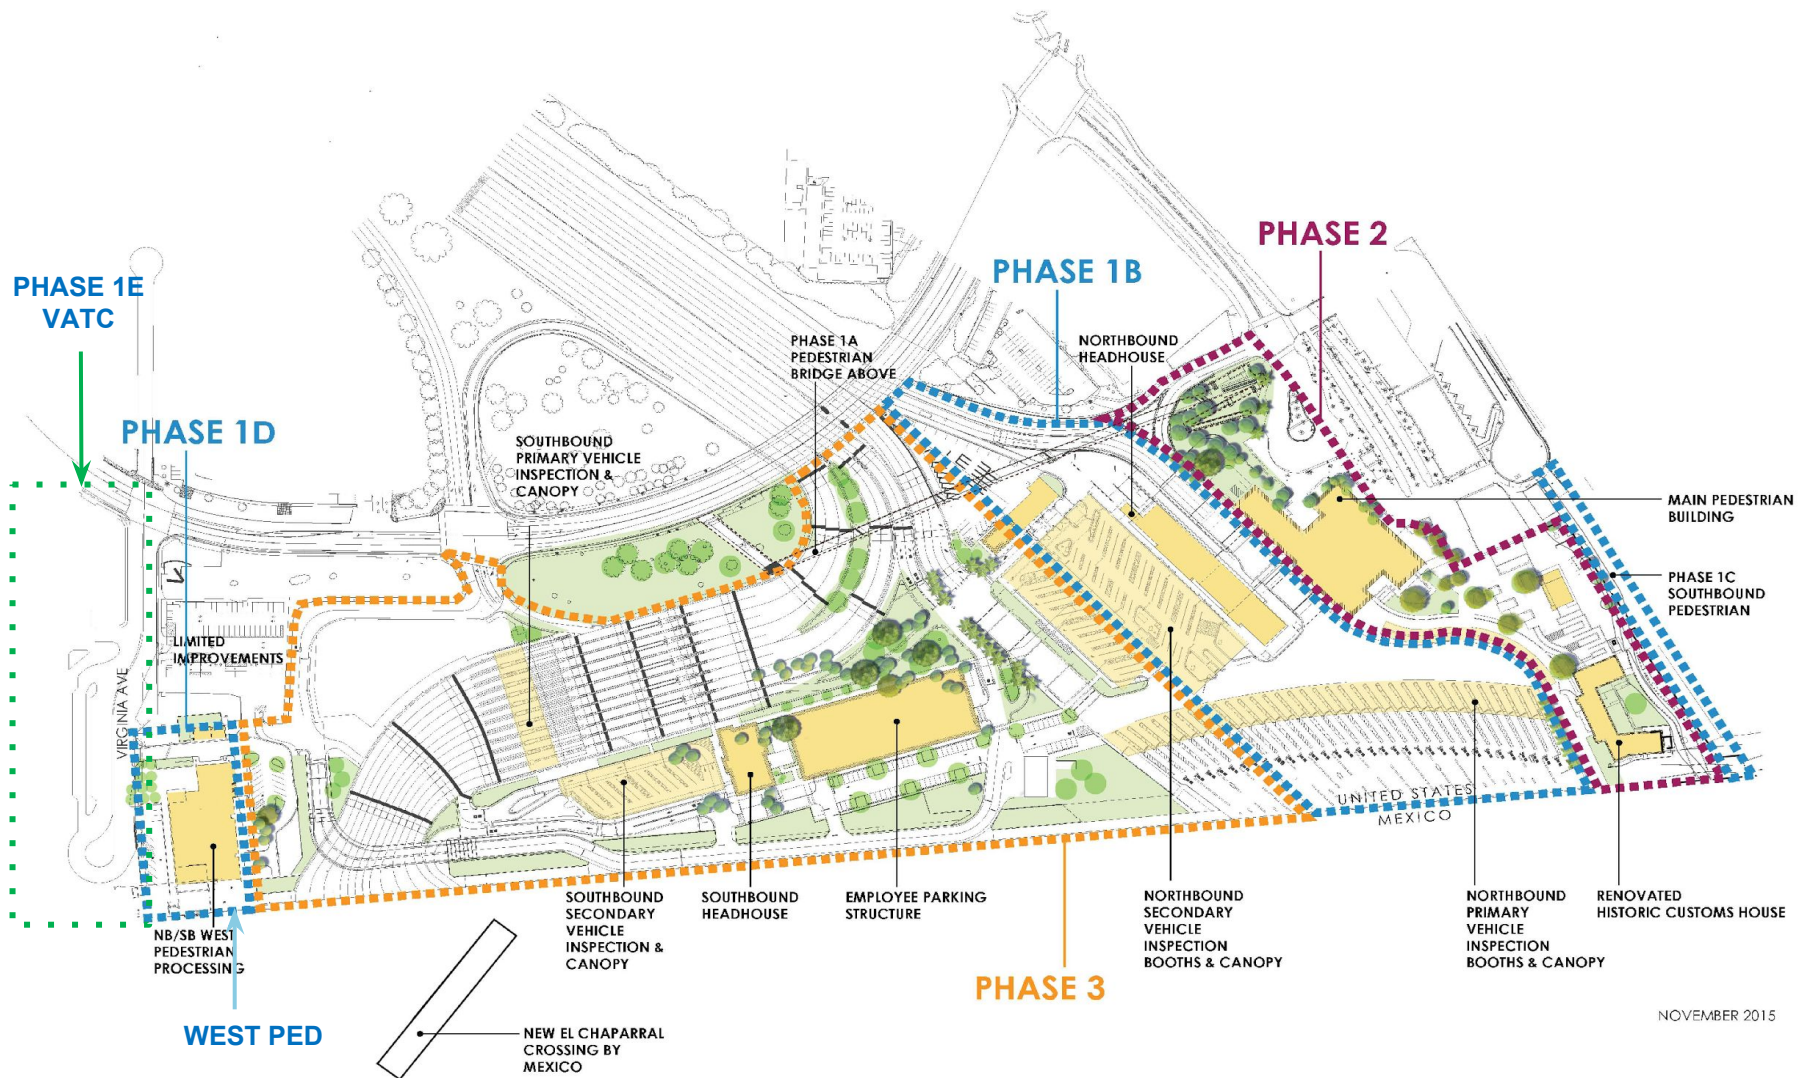 PHASE 2
PHASE 1B
PHASE 1E
VATC
PHASE 1A
PEDESTRIAN
BRIDGE ABOVE
NORTHBOUND
HEADHOUSE
PHASE 1D
SOUTHBOUND
PRIMARY VEHICLE
INSPECTION &
CANOPY
MAIN PEDESTRIAN
BUILDING
PHASE 1C
SOUTHBOUND
PEDESTRIAN
LIMITED
IMPROVEMENTS
VIRGINIA AVE
UNITED STATES
MEXICO
NB/SB WEST
PEDESTRIAN
PROCESSING
SOUTHBOUND
SECONDARY
VEHICLE
INSPECTION &
CANOPY
SOUTHBOUND
HEADHOUSE
EMPLOYEE PARKING
STRUCTURE
NORTHBOUND
SECONDARY
VEHICLE
INSPECTION
BOOTHS & CANOPY
NORTHBOUND
PRIMARY
VEHICLE
INSPECTION
BOOTHS & CANOPY
RENOVATED
HISTORIC CUSTOMS HOUSE
PHASE 3
WEST PED
NEW EL CHAPARRAL
CROSSING BY
MEXICO
NOVEMBER 2015